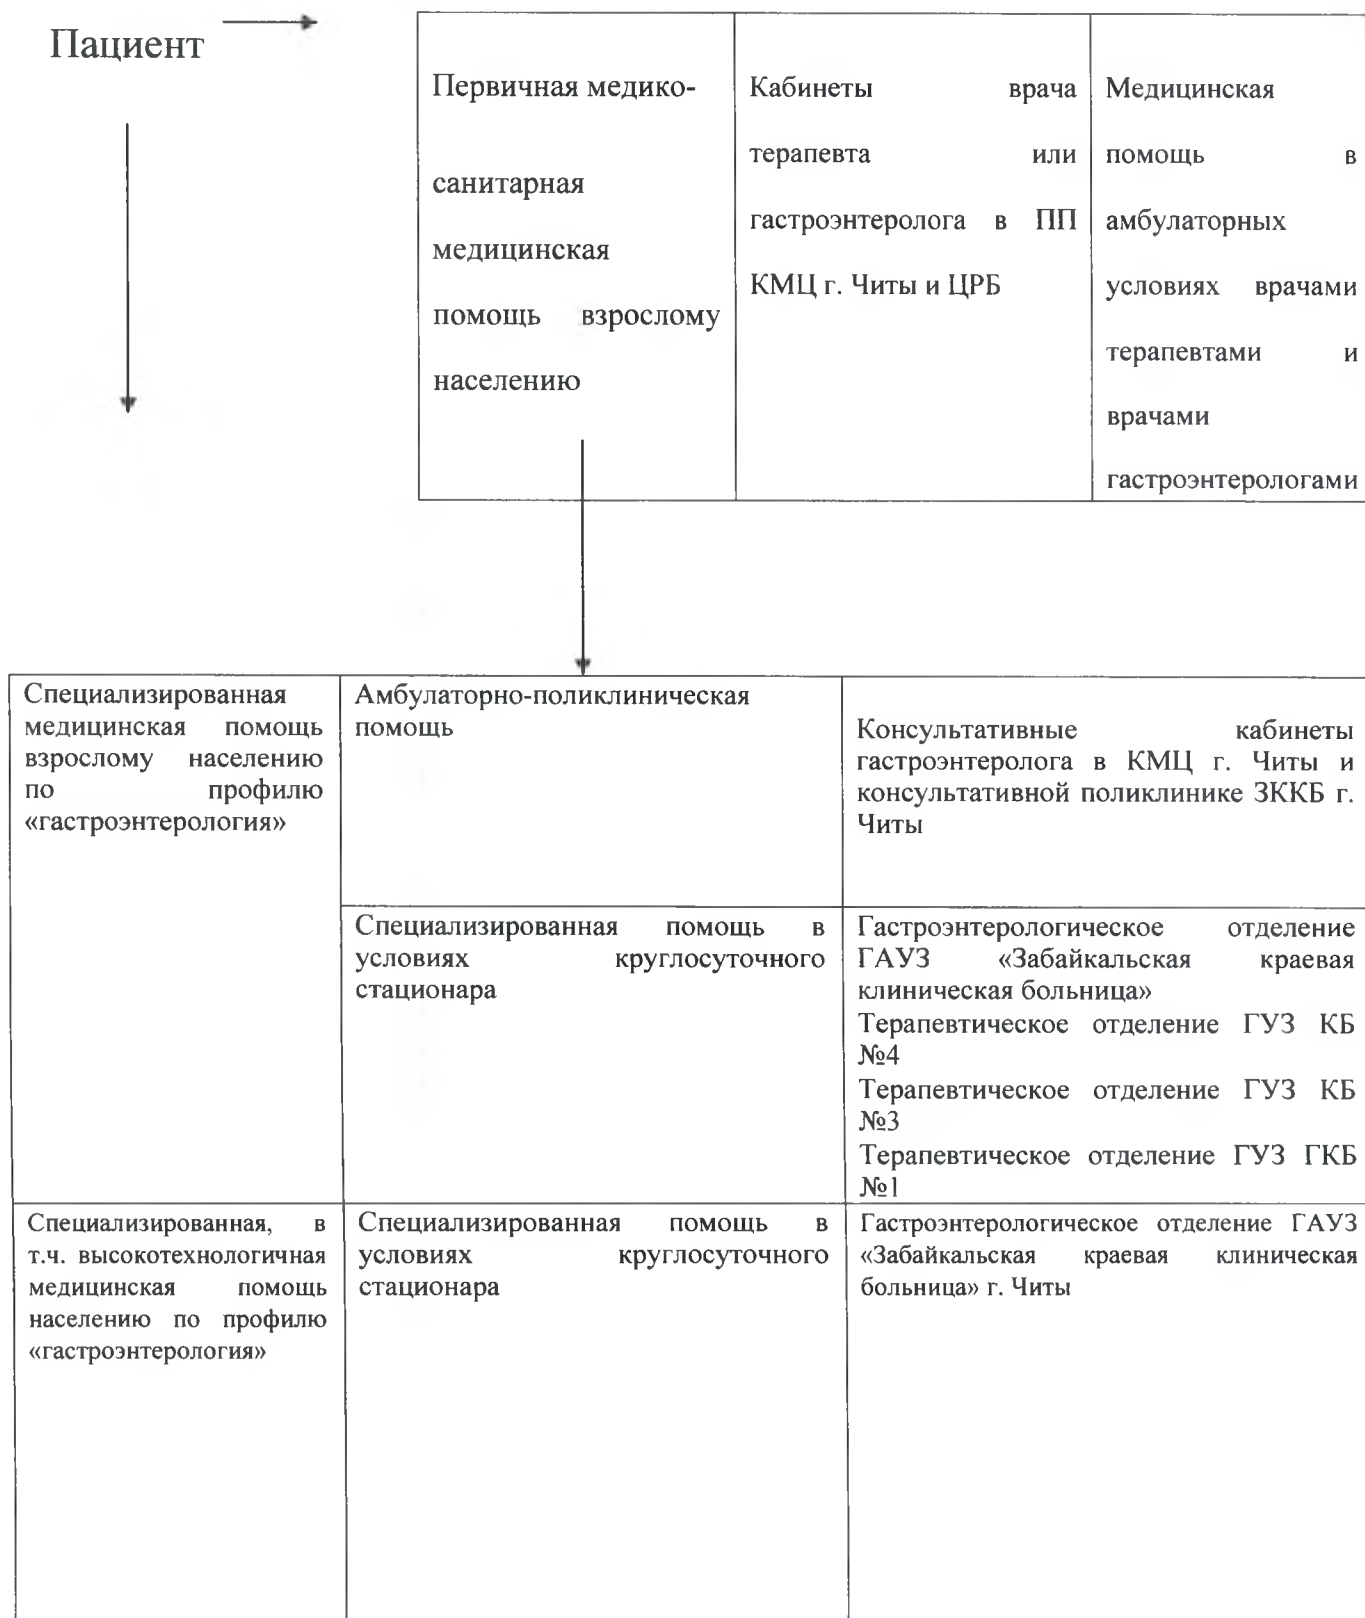 Пациент
Первичная медико-
санитарная
медицинская
помощь взрослому
населению
Кабинеты врача
терапевта или
гастроэнтеролога в ПП
КМЦ г. Читы и ЦРБ
Медицинская
помощь в
амбулаторных
условиях врачами
терапевтами и
врачами
гастроэнтерологами
Специализированная
медицинская помощь
взрослому населению
по профилю
«гастроэнтерология»
Амбулаторно-поликлиническая
помощь
Консультативные кабинеты
гастроэнтеролога в КМЦ г. Читы и
консультативной поликлинике ЗККБ г.
Читы
Специализированная помощь в
условиях круглосуточного
стационара
Гастроэнтерологическое отделение
ГАУЗ «Забайкальская краевая
клиническая больница»
Терапевтическое отделение ГУЗ КБ
№4
Терапевтическое отделение ГУЗ КБ
№3
Терапевтическое отделение ГУЗ ГКБ
№1
Специализированная, в
т.ч. высокотехнологичная
медицинская помощь
населению по профилю
«гастроэнтерология»
Специализированная помощь в
условиях круглосуточного
стационара
Гастроэнтерологическое отделение ГАУЗ
«Забайкальская краевая клиническая
больница» г. Читы